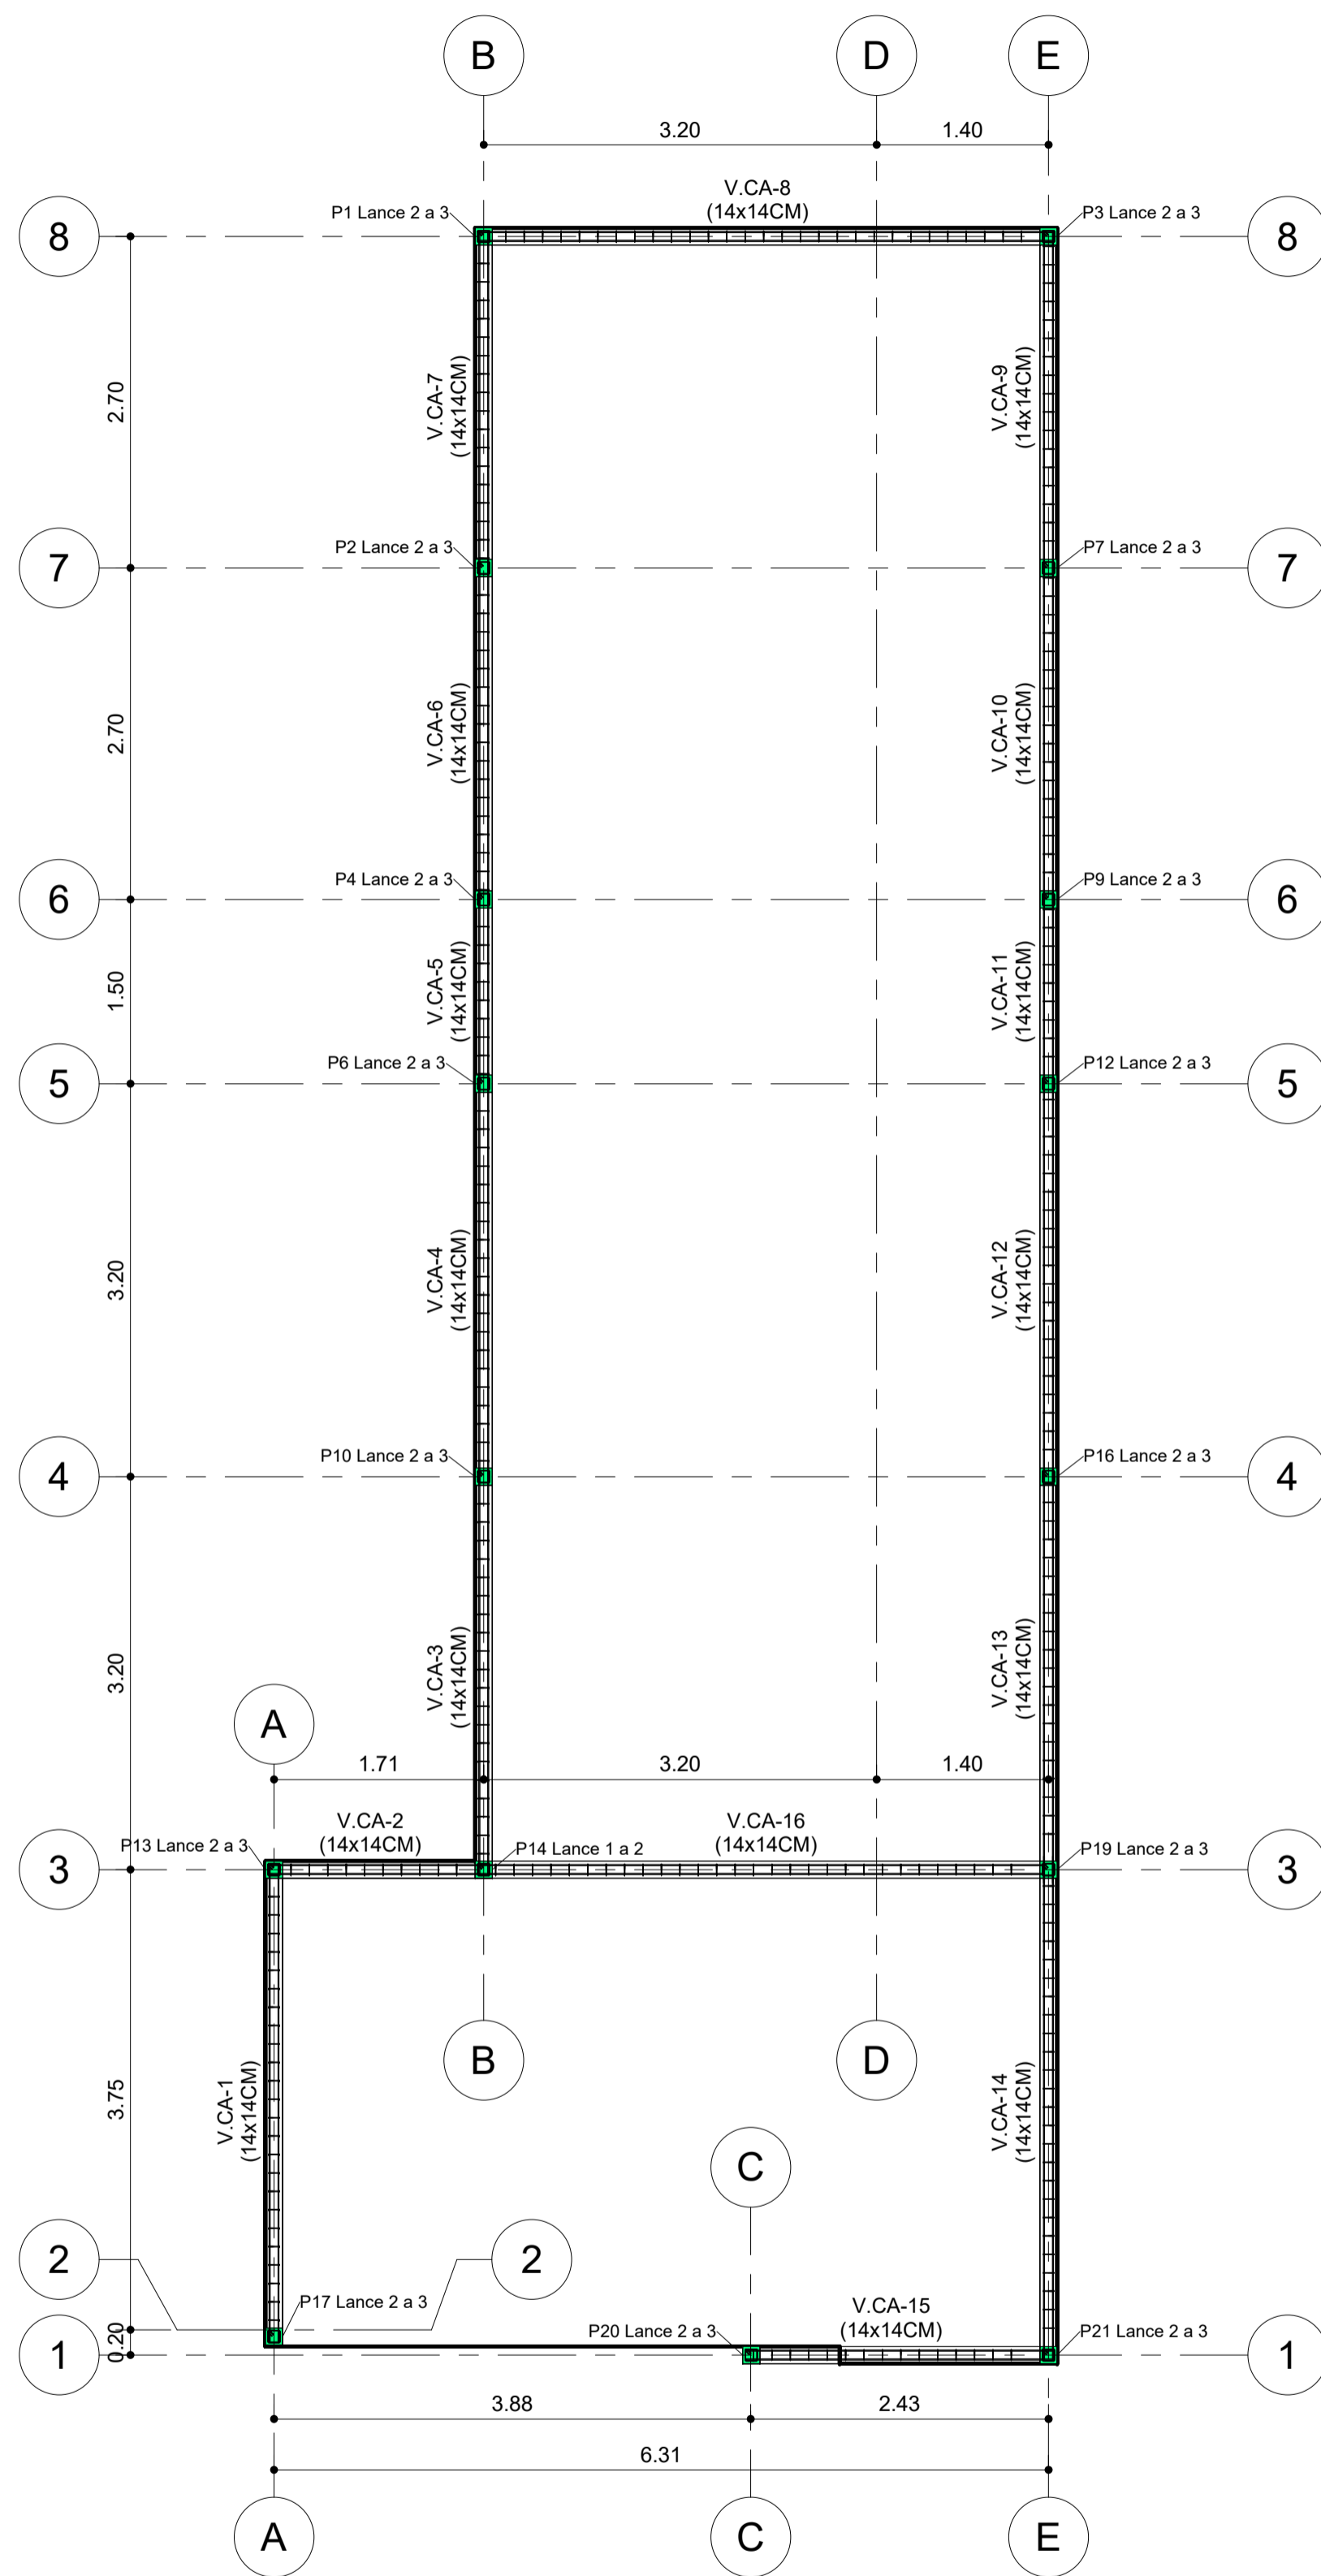 B
D
E
3.20
1.40
V.CA-8
(14x14CM)
P1 Lance 2 a 3
P3 Lance 2 a 3
8
8
2.70
V.CA-7
(14x14CM)
V.CA-9
(14x14CM)
P2 Lance 2 a 3
P7 Lance 2 a 3
7
7
2.70
V.CA-6
(14x14CM)
V.CA-10
(14x14CM)
P4 Lance 2 a 3
P9 Lance 2 a 3
6
6
1.50
V.CA-5
(14x14CM)
V.CA-11
(14x14CM)
P6 Lance 2 a 3
P12 Lance 2 a 3
5
5
3.20
V.CA-4
(14x14CM)
V.CA-12
(14x14CM)
P10 Lance 2 a 3
P16 Lance 2 a 3
4
4
3.20
V.CA-3
(14x14CM)
V.CA-13
(14x14CM)
A
1.71
3.20
1.40
V.CA-2
(14x14CM)
V.CA-16
(14x14CM)
P13 Lance 2 a 3
P14 Lance 1 a 2
P19 Lance 2 a 3
3
3
B
D
3.75
V.CA-1
(14x14CM)
V.CA-14
(14x14CM)
C
2
2
P17 Lance 2 a 3
0.20
V.CA-15
(14x14CM)
P20 Lance 2 a 3
P21 Lance 2 a 3
1
1
3.88
2.43
6.31
A
C
E